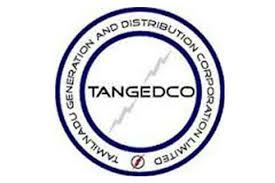 TAMILNADU GENERATION AND DISTRIBUTION CORPORATION LIMITED
TANGEDCO